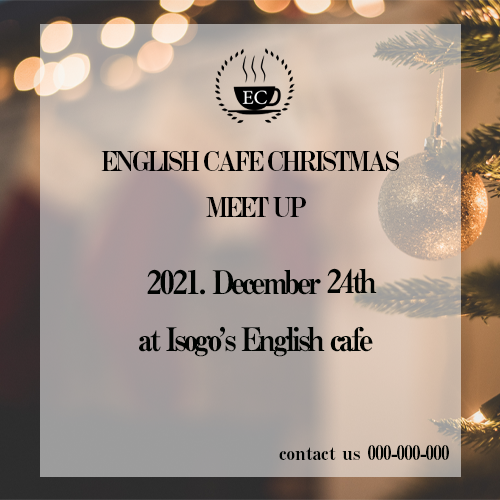 EC
ENGLISH CAFE CHRISTMAS
MEET UP
2021. December 24th
at Isogo's English cafe
contact us 000-000-000